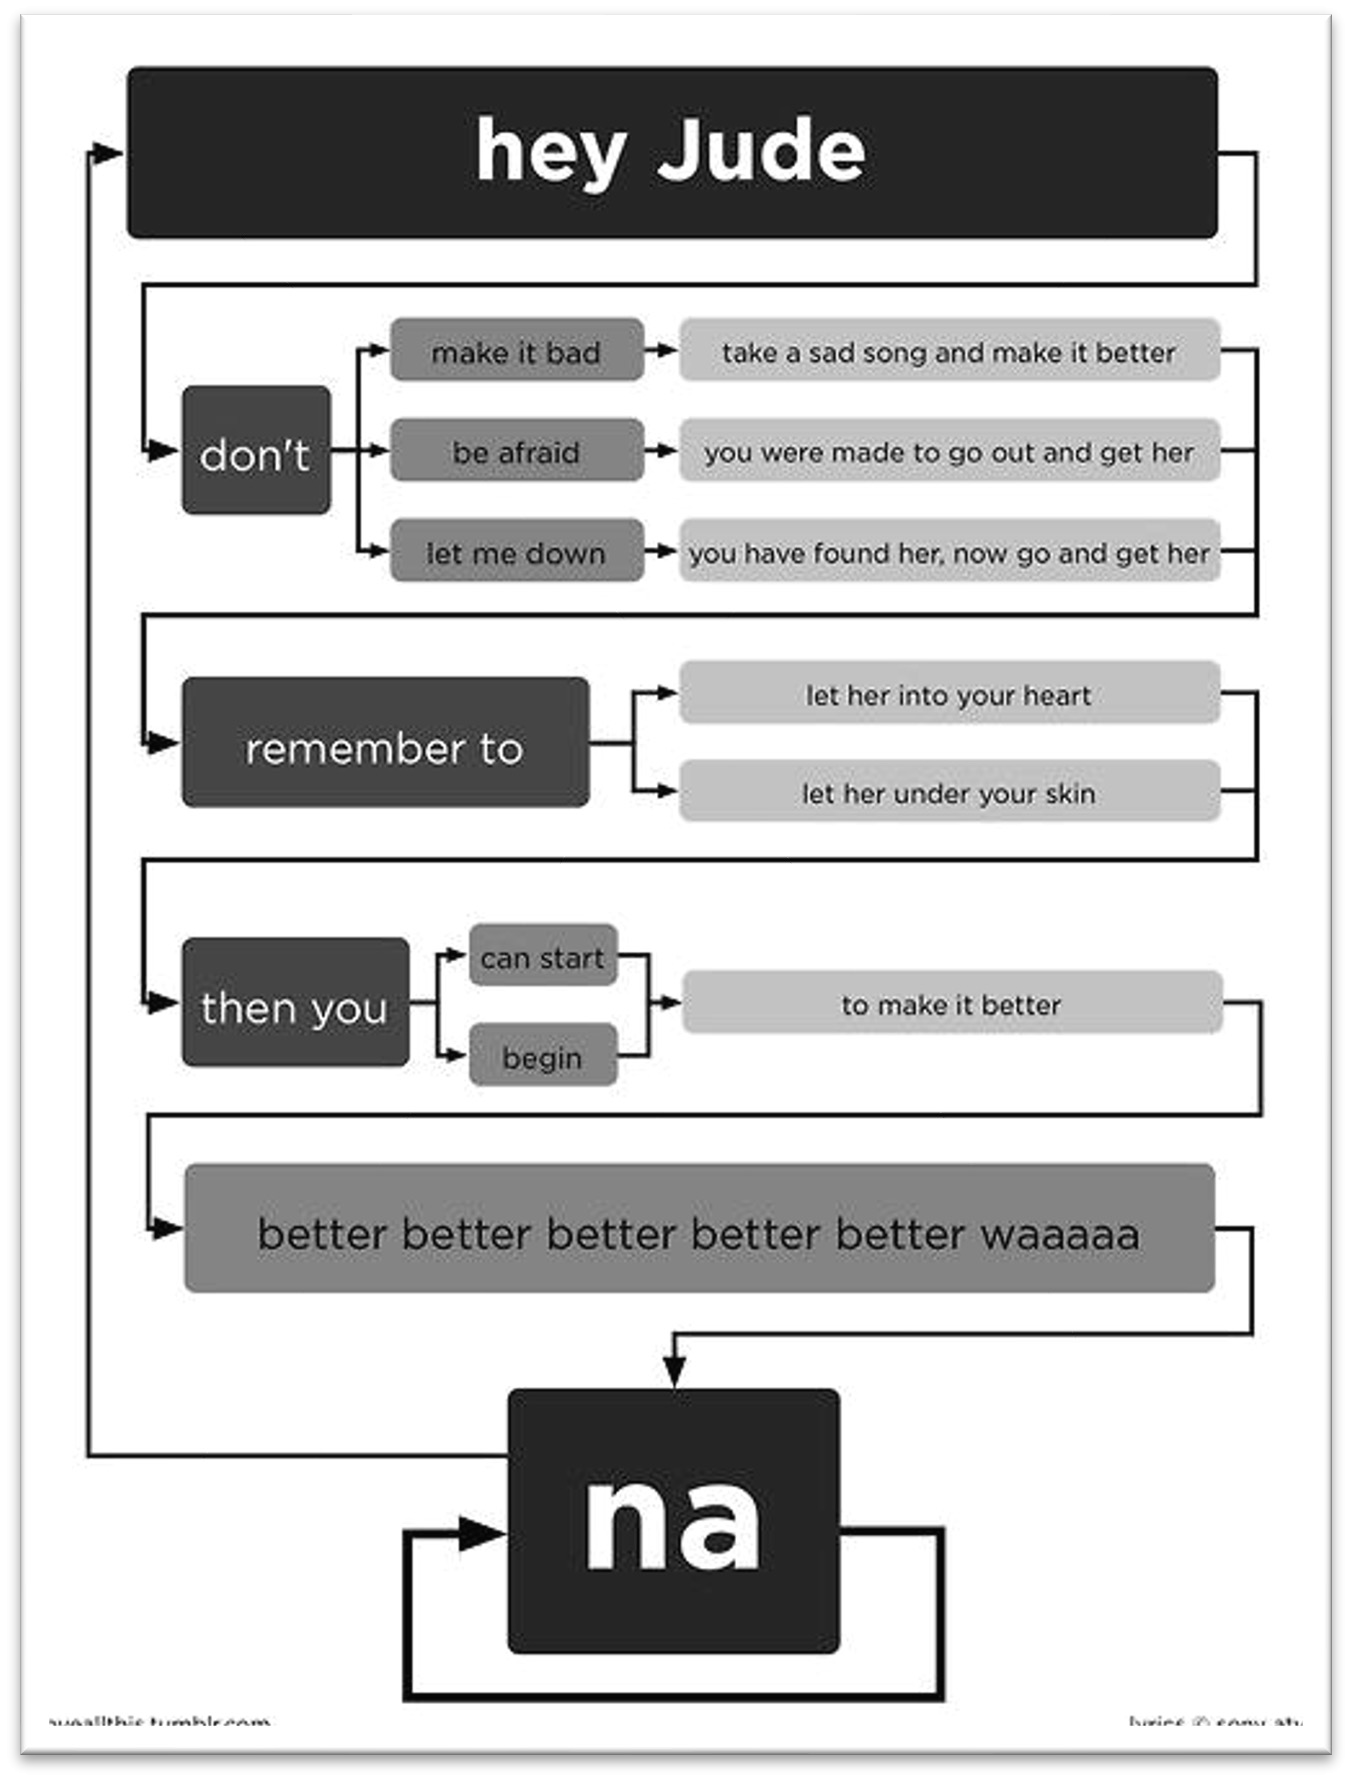 hey Jude
don't
make it bad
take a sad song and make it better
be afraid
you were made to go out and get her
let me down
you have found her, now go and get her
remember to
let her into your heart
let her under your skin
then you
can start
begin
to make it better
better better better better better waaaaa
na
lyrics © sony